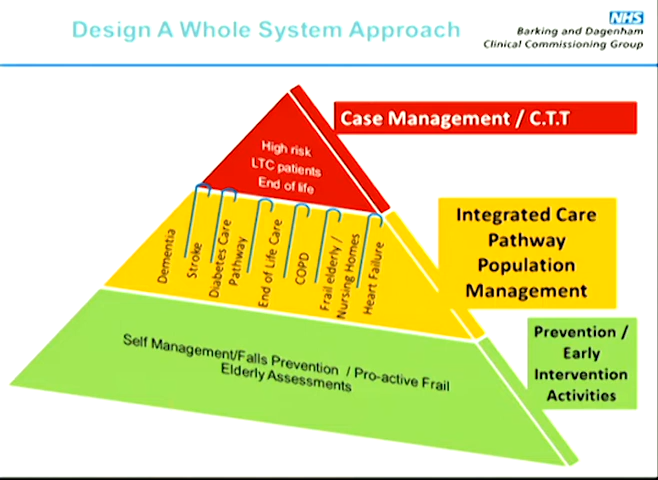 Design A Whole System Approach
NHS
Barking and Dagenham
Clinical Commissioning Group
High risk
LTC patients
End of life
Case Management / C.T.T
Dementia
Stroke
Diabetes Care
Pathway
End of Life Care
COPD
Frail elderly /
Nursing Homes
Heart Failure
Integrated Care
Pathway
Population
Management
Self Management/Falls Prevention / Pro-active Frail
Elderly Assessments
Prevention /
Early
Intervention
Activities